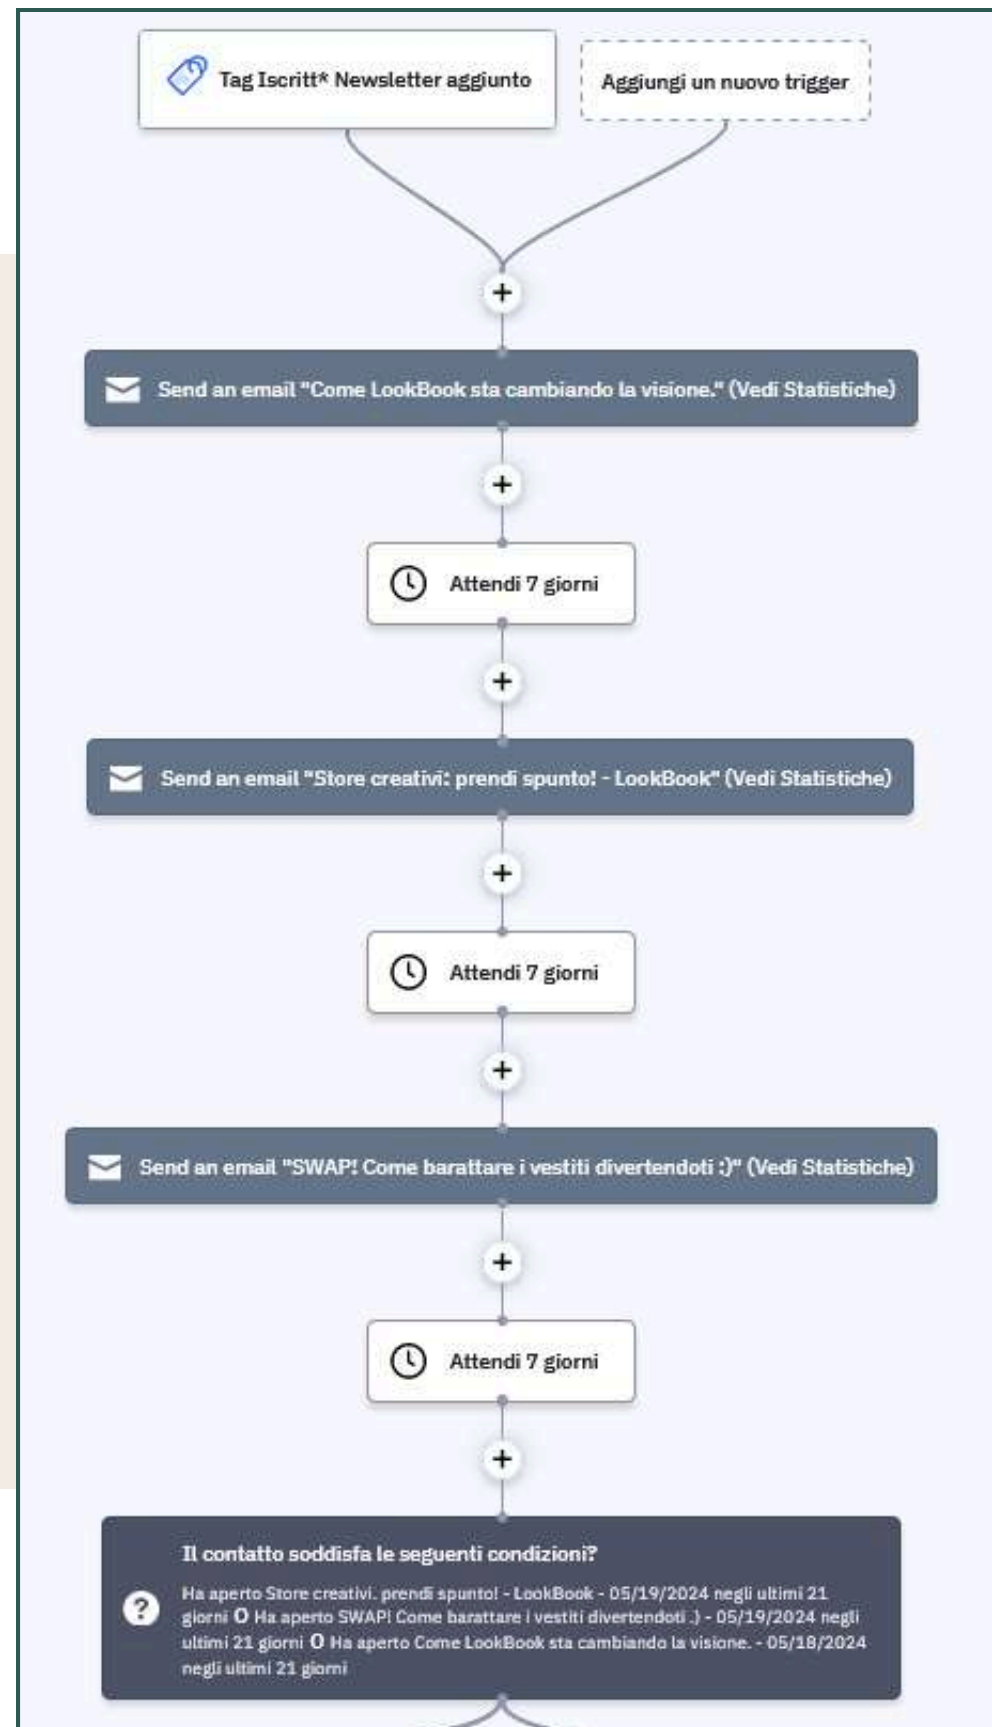 Tag Iscritt* Newsletter aggiunto
Aggiungi un nuovo trigger
Send an email "Come LookBook sta cambiando la visione." (Vedi Statistiche)
Attendi 7 giorni
Send an email "Store creativi: prendi spunto! - LookBook" (Vedi Statistiche)
Attendi 7 giorni
Send an email "SWAP! Come barattare i vestiti divertendoti :)" (Vedi Statistiche)
Attendi 7 giorni
Il contatto soddisfa le seguenti condizioni?
Ha aperto Store creativi. prendi spunto! - LookBook - 05/19/2024 negli ultimi 21
giorni O Ha aperto SWAP! Come barattare i vestiti divertendoti .) - 05/19/2024 negli
ultimi 21 giorni O Ha aperto Come LookBook sta cambiando la visione. - 05/18/2024
negli ultimi 21 giorni